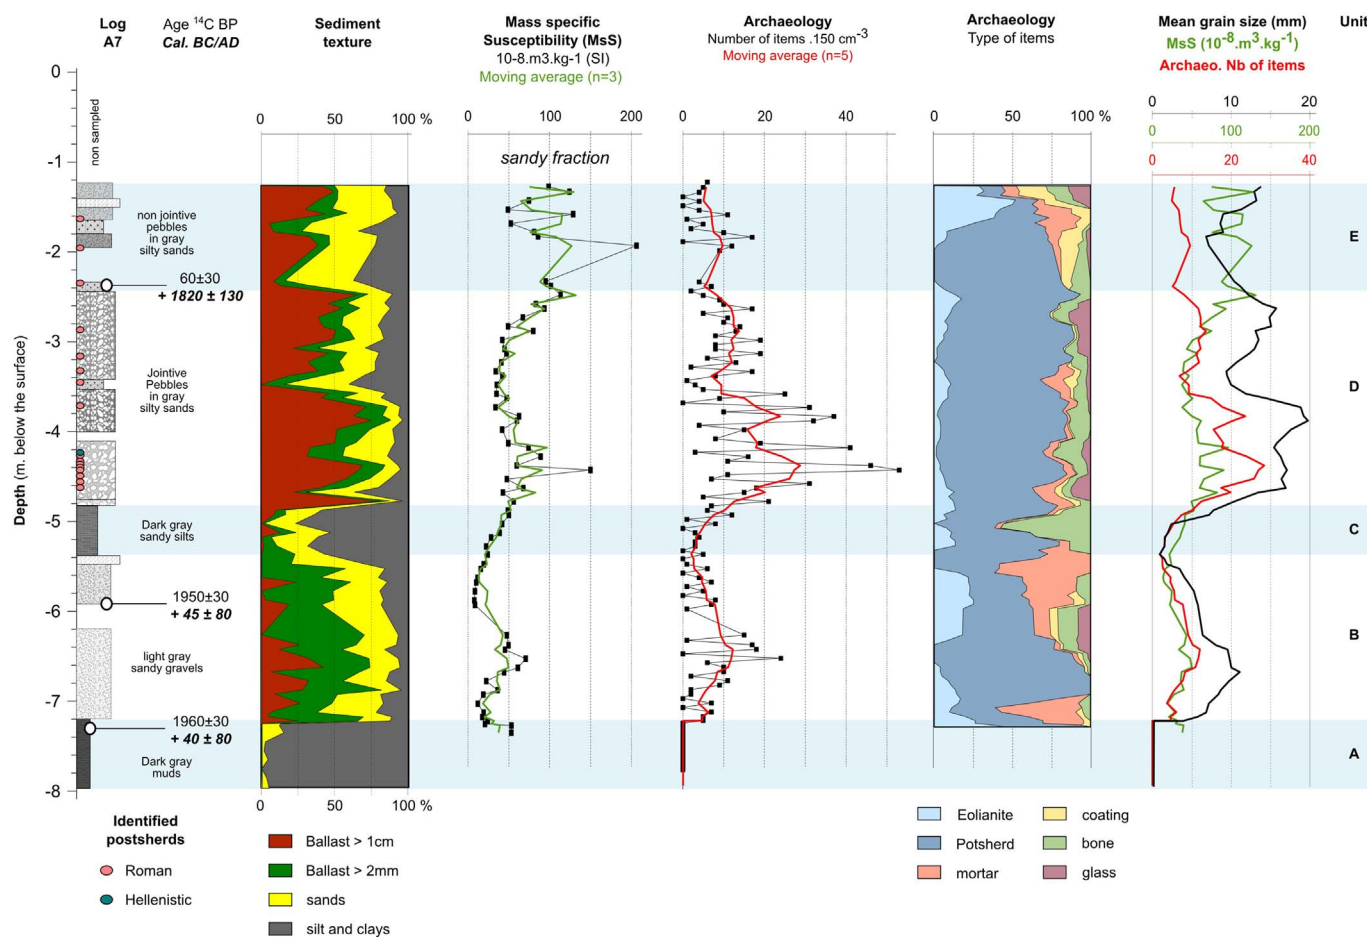 Log
A7
Age ¹⁴C BP
Cal. BC/AD
Sediment
texture
Mass specific
Susceptibility (MsS)
10-8.m3.kg-1 (SI)
Moving average (n=3)
Archaeology
Number of items .150 cm⁻³
Moving average (n=5)
Archaeology
Type of items
Mean grain size (mm)
MsS (10⁻⁸.m³.kg⁻¹)
Archaeo. Nb of items
Unit
0 50 100 %
0 100 200
0 20 40
0 50 100 %
0 10 20
0 100 200
0 20 40
Depth (m. below the surface)
0
-1
-2
-3
-4
-5
-6
-7
-8
non sampled
sandy fraction
non jointive
pebbles
in gray
silty sands
E
60±30
+ 1820 ± 130
Jointive
Pebbles
in gray
silty sands
D
Dark gray
sandy silts
C
1950±30
+ 45 ± 80
B
light gray
sandy gravels
1960±30
+ 40 ± 80
Dark gray
muds
A
0 50 100 %
Identified
postsherds
Roman
Hellenistic
Ballast > 1cm
Ballast > 2mm
sands
silt and clays
Eolianite
Potsherd
mortar
coating
bone
glass